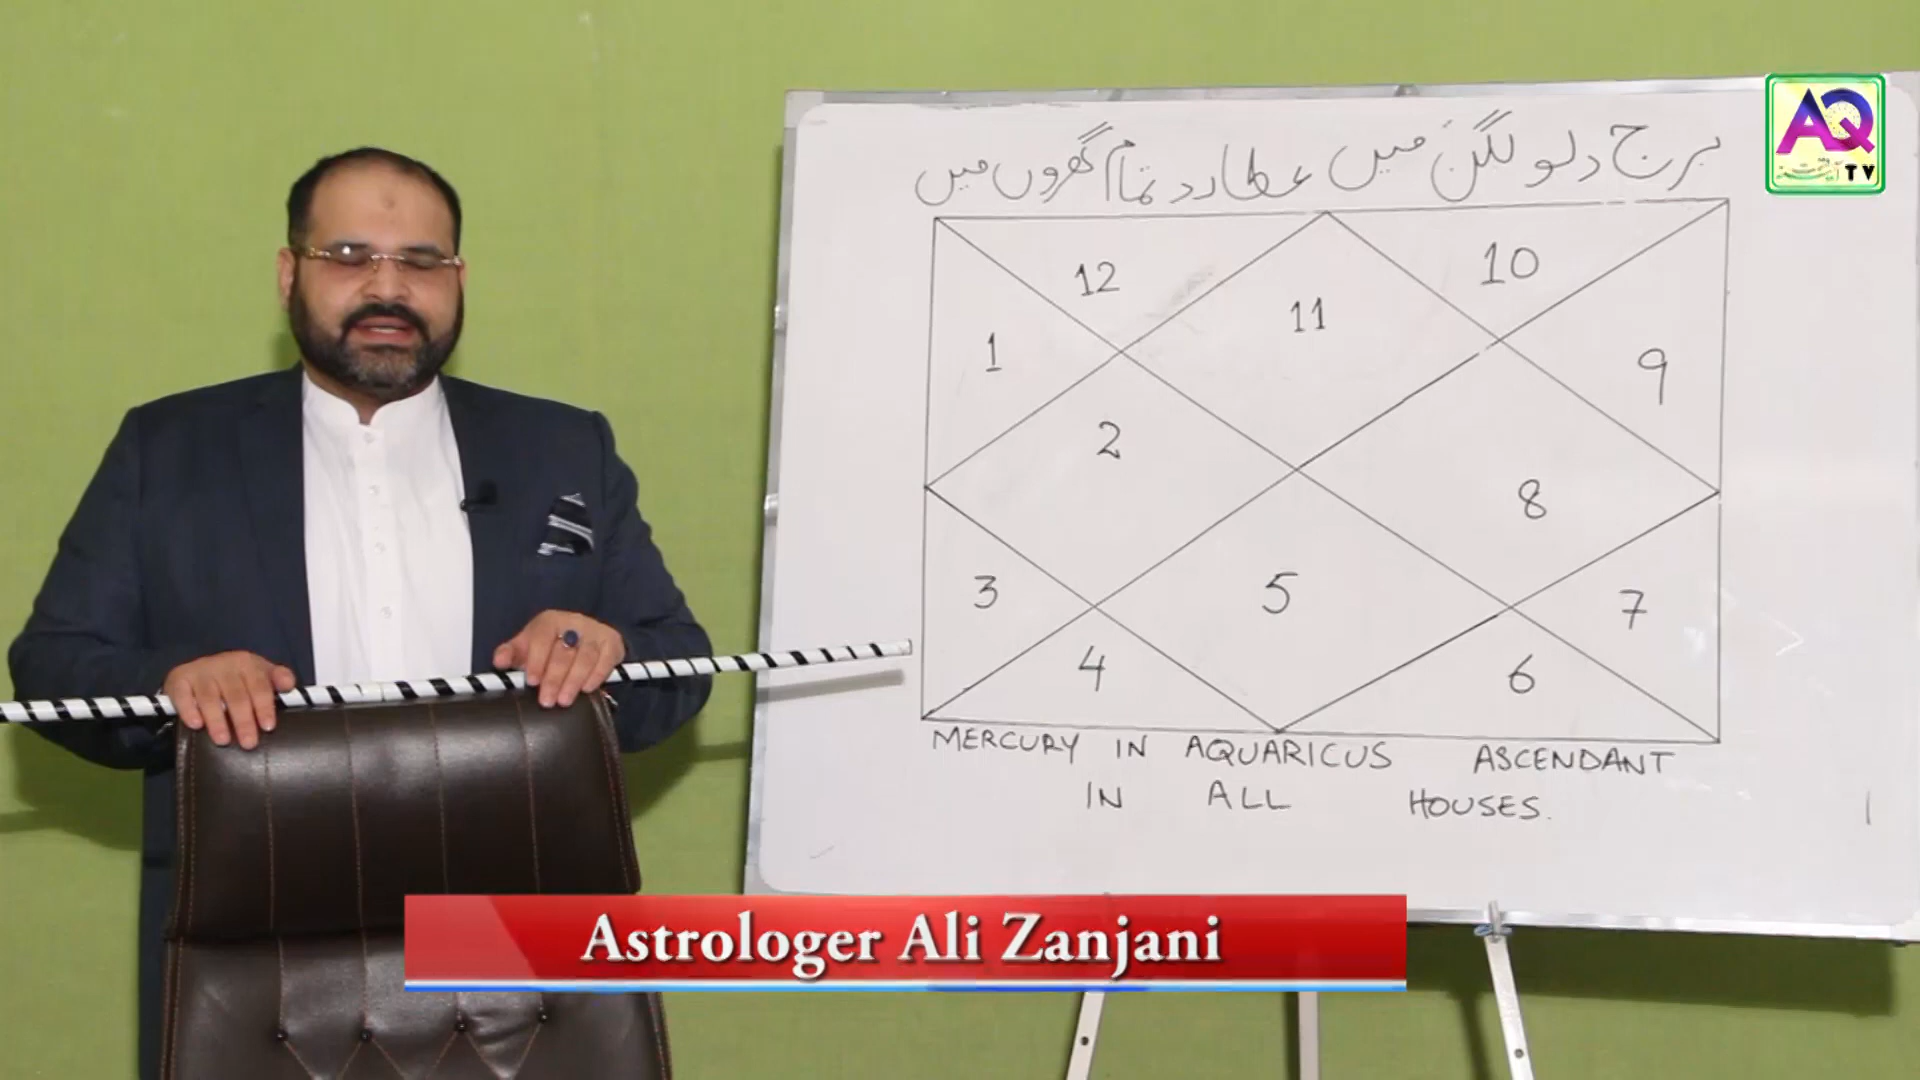 AQ
TV
برج دلو لگن میں عطارد تمام گھروں میں
12
10
11
1
9
2
8
3
5
7
4
6
MERCURY IN AQUARICUS ASCENDANT
IN ALL HOUSES.
Astrologer Ali Zanjani